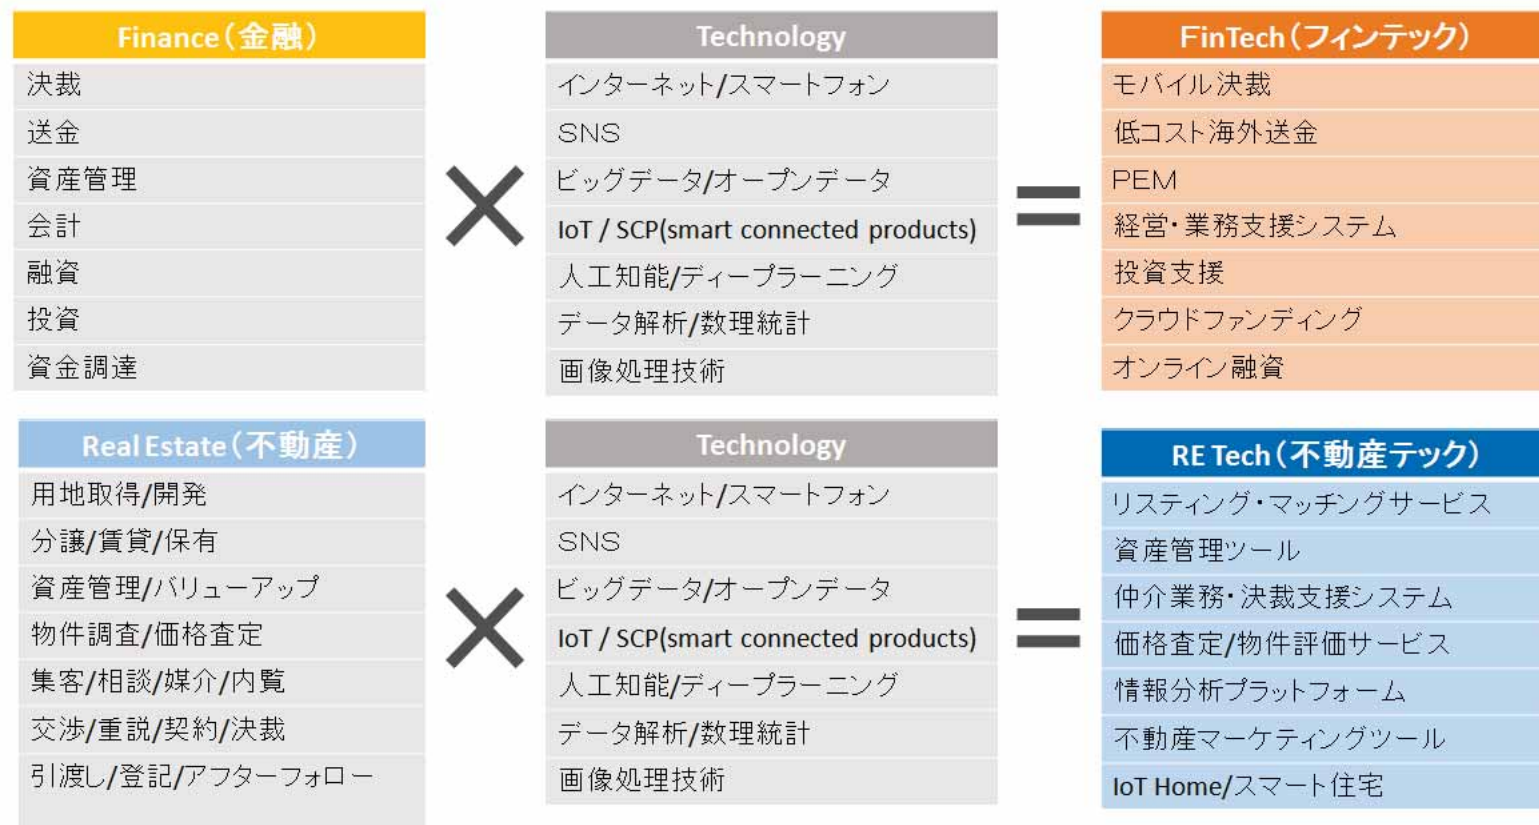 Finance（金融）
決裁
送金
資産管理
会計
融資
投資
資金調達
×
Technology
インターネット/スマートフォン
SNS
ビッグデータ/オープンデータ
IoT / SCP(smart connected products)
人工知能/ディープラーニング
データ解析/数理統計
画像処理技術
=
FinTech（フィンテック）
モバイル決裁
低コスト海外送金
PEM
経営・業務支援システム
投資支援
クラウドファンディング
オンライン融資
Real Estate（不動産）
用地取得/開発
分譲/賃貸/保有
資産管理/バリューアップ
物件調査/価格査定
集客/相談/媒介/内覧
交渉/重説/契約/決裁
引渡し/登記/アフターフォロー
×
Technology
インターネット/スマートフォン
SNS
ビッグデータ/オープンデータ
IoT / SCP(smart connected products)
人工知能/ディープラーニング
データ解析/数理統計
画像処理技術
=
RE Tech（不動産テック）
リスティング・マッチングサービス
資産管理ツール
仲介業務・決裁支援システム
価格査定/物件評価サービス
情報分析プラットフォーム
不動産マーケティングツール
IoT Home/スマート住宅